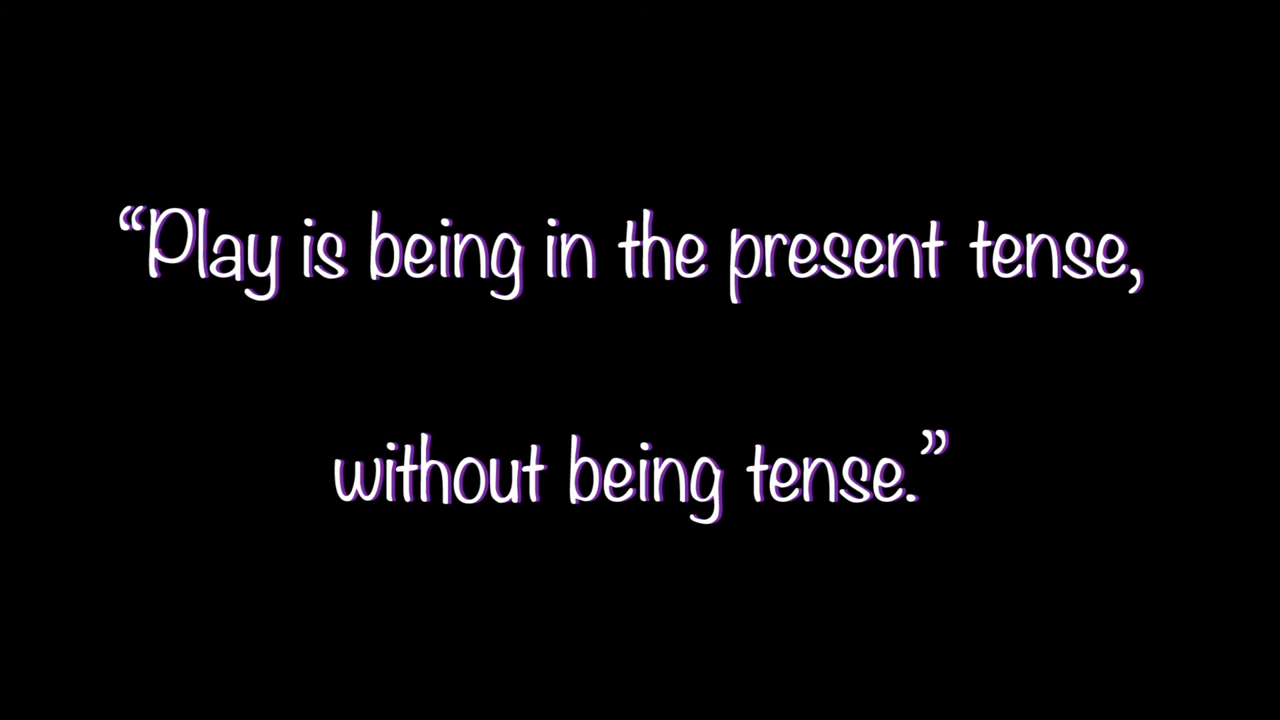 “Play is being in the present tense,
without being tense.”